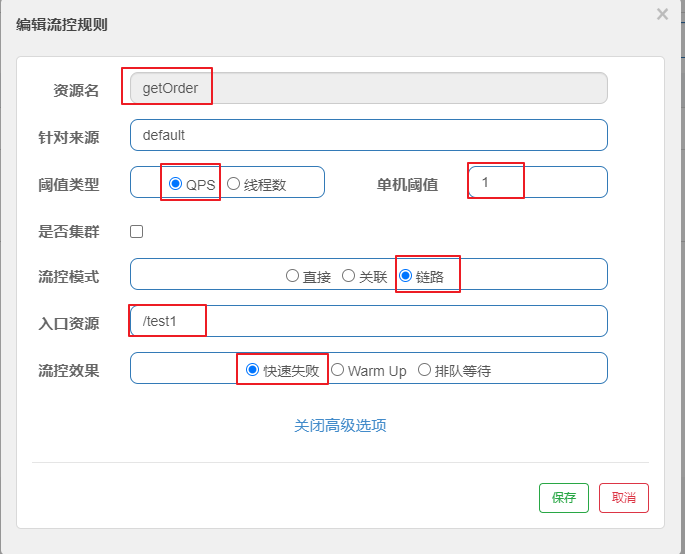 编辑流控规则 ×
资源名 getOrder
针对来源 default
阈值类型 QPS 线程数 单机阈值 1
是否集群
流控模式 直接 关联 链路
入口资源 /test1
流控效果 快速失败 Warm Up 排队等待
关闭高级选项
保存 取消